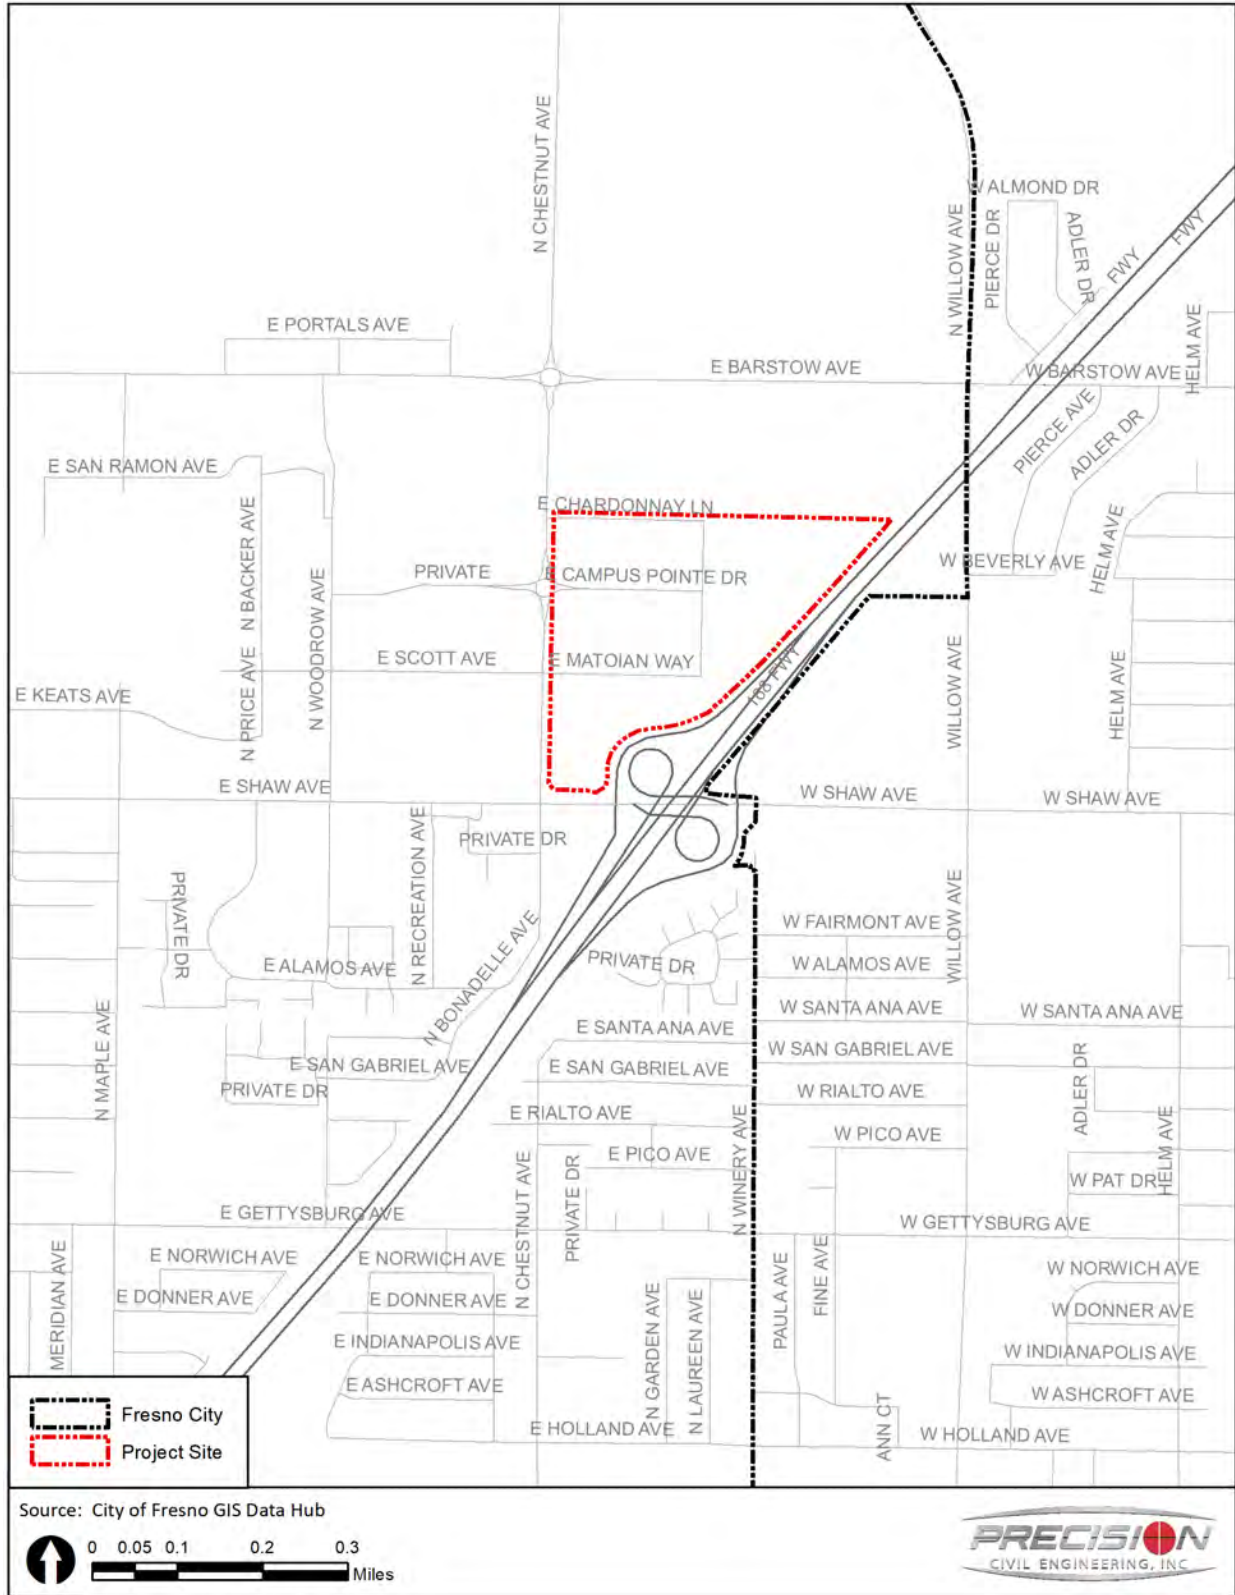 N CHESTNUT AVE
W ALMOND DR
N WILLOW AVE
PIERCE DR
ADLER DR
FWY
FWY
E PORTALS AVE
HELM AVE
E BARSTOW AVE
W BARSTOW AVE
PIERCE AVE
ADLER DR
E SAN RAMON AVE
N BACKER AVE
E CHARDONNAY LN
HELM AVE
W BEVERLY AVE
PRIVATE
E CAMPUS POINTE DR
N WOODROW AVE
E SCOTT AVE
E MATOIAN WAY
168 FWY
WILLOW AVE
HELM AVE
E KEATS AVE
N PRICE AVE
E SHAW AVE
W SHAW AVE
W SHAW AVE
PRIVATE DR
N RECREATION AVE
PRIVATE DR
W FAIRMONT AVE
WILLOW AVE
E ALAMOS AVE
N BONADELLE AVE
PRIVATE DR
W ALAMOS AVE
W SANTA ANA AVE
W SANTA ANA AVE
E SANTA ANA AVE
N MAPLE AVE
E SAN GABRIEL AVE
E SAN GABRIEL AVE
W SAN GABRIEL AVE
PRIVATE DR
W RIALTO AVE
ADLER DR
E RIALTO AVE
W PICO AVE
HELM AVE
E PICO AVE
N WINERY AVE
W PAT DR
N CHESTNUT AVE
PRIVATE DR
E GETTYSBURG AVE
W GETTYSBURG AVE
E NORWICH AVE
E NORWICH AVE
W NORWICH AVE
MERIDIAN AVE
E DONNER AVE
E DONNER AVE
PAULA AVE
FINE AVE
W DONNER AVE
E INDIANAPOLIS AVE
N GARDEN AVE
N LAUREEN AVE
W INDIANAPOLIS AVE
E ASHCROFT AVE
W ASHCROFT AVE
E HOLLAND AVE
ANN CT
W HOLLAND AVE
Fresno City
Project Site
Source: City of Fresno GIS Data Hub
0 0.05 0.1 0.2 0.3
Miles
PRECISION
CIVIL ENGINEERING, INC